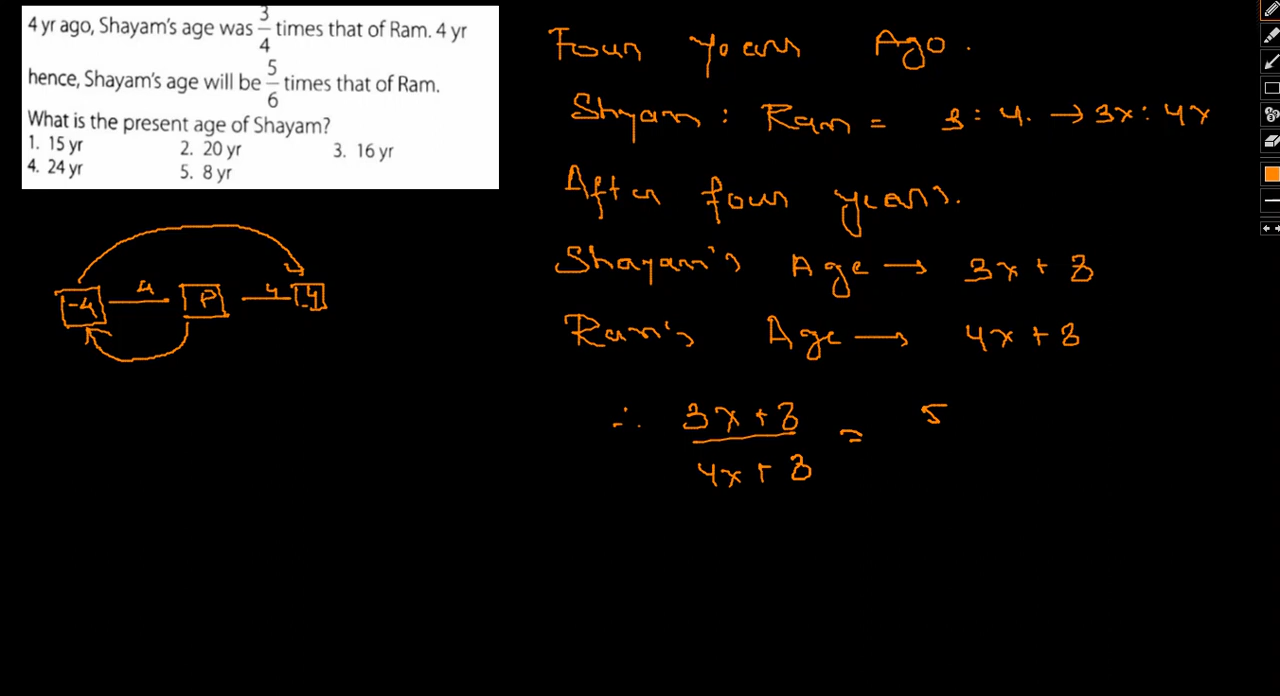 4 yr ago, Shayam's age was 3/4 times that of Ram. 4 yr
hence, Shayam's age will be 5/6 times that of Ram.
What is the present age of Shayam?
1. 15 yr 2. 20 yr 3. 16 yr
4. 24 yr 5. 8 yr
Four years Ago.
Shyam : Ram = 3 : 4. → 3x : 4x
After four years.
Shayam's Age → 3x + 8
Ram's Age → 4x + 8
∴ 3x + 8 / 4x + 8 = 5
-4 4 P 4 4